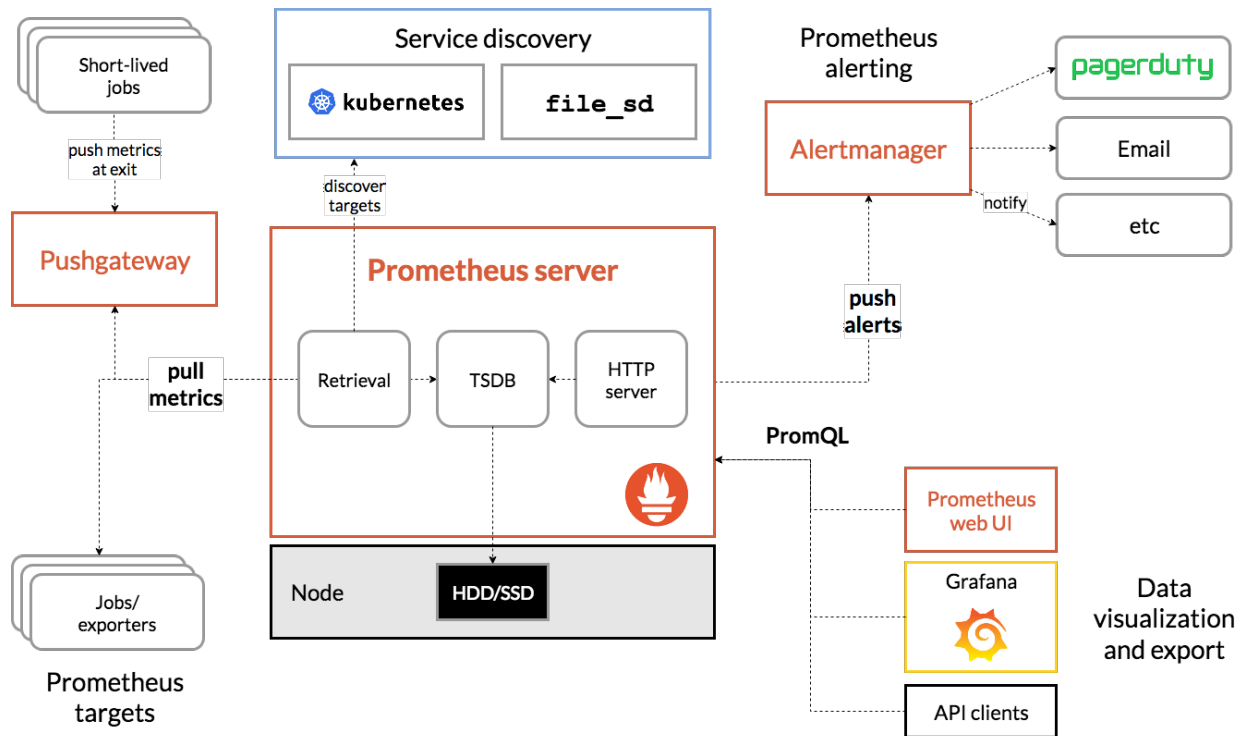 Short-lived
jobs
push metrics
at exit
Pushgateway
pull
metrics
Jobs/
exporters
Prometheus
targets
Service discovery
kubernetes
file_sd
discover
targets
Prometheus server
Retrieval
TSDB
HTTP
server
Node
HDD/SSD
Prometheus
alerting
Alertmanager
pagerduty
Email
notify
etc
push
alerts
PromQL
Prometheus
web UI
Grafana
API clients
Data
visualization
and export